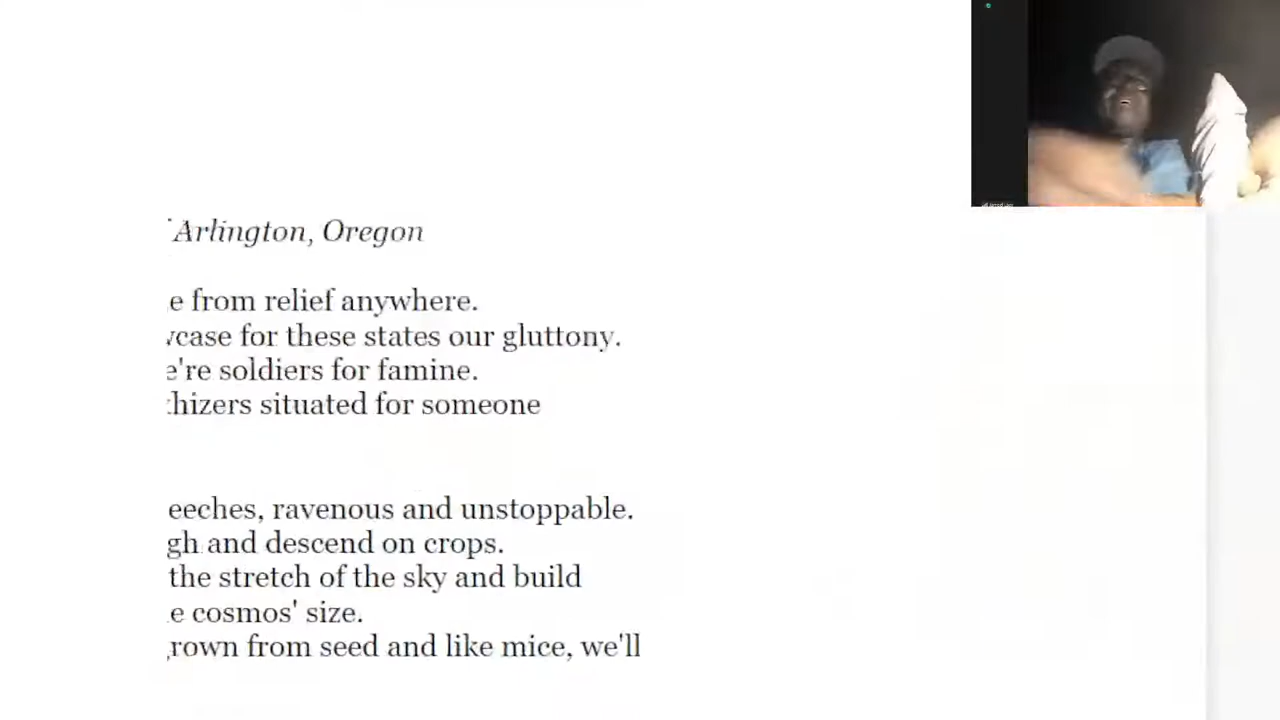 Arlington, Oregon
e from relief anywhere.
case for these states our gluttony.
e're soldiers for famine.
hizers situated for someone
eeches, ravenous and unstoppable.
gh and descend on crops.
the stretch of the sky and build
e cosmos' size.
rown from seed and like mice, we'll